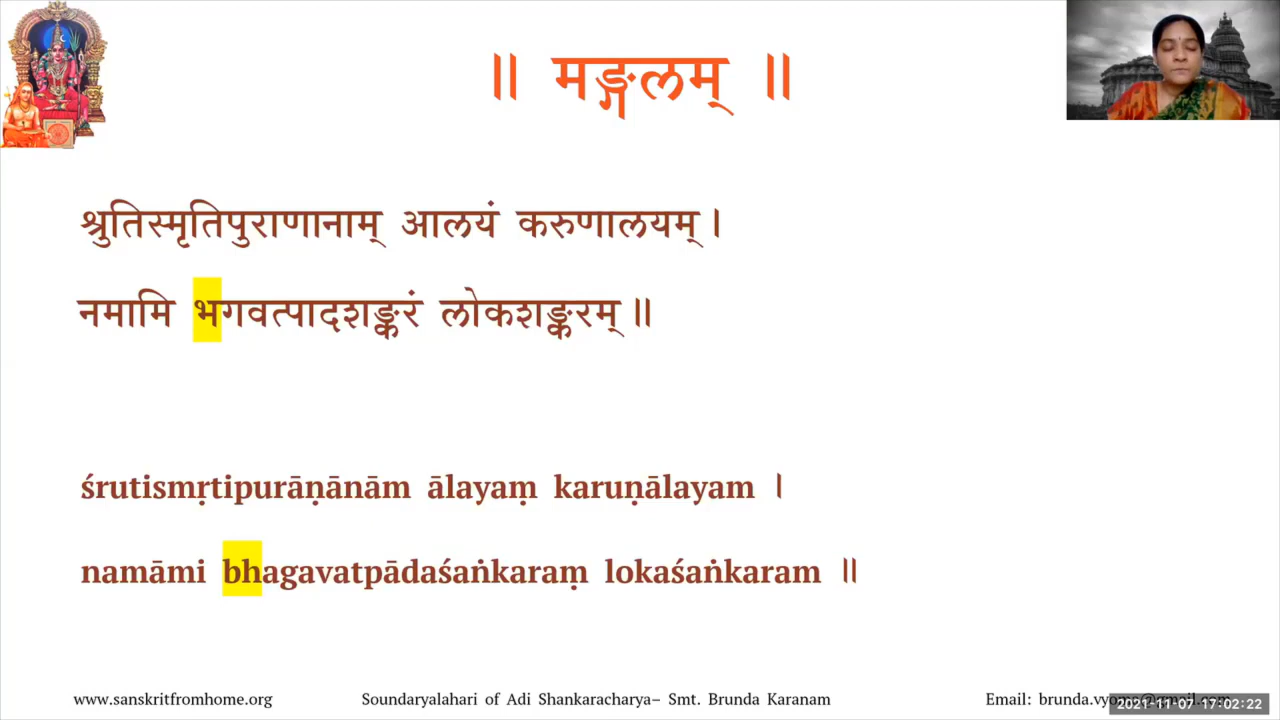 ॥ मङ्गलम् ॥
श्रुतिस्मृतिपुराणानाम् आलयं करुणालयम् ।
नमामि भगवत्पादशङ्करं लोकशङ्करम् ॥
śrutismṛtipurāṇānām ālayaṃ karuṇālayam ।
namāmi bhagavatpādaśaṅkaraṃ lokaśaṅkaram ॥
www.sanskritfromhome.org Soundaryalahari of Adi Shankaracharya– Smt. Brunda Karanam Email:
2021-11-07 17:02:22